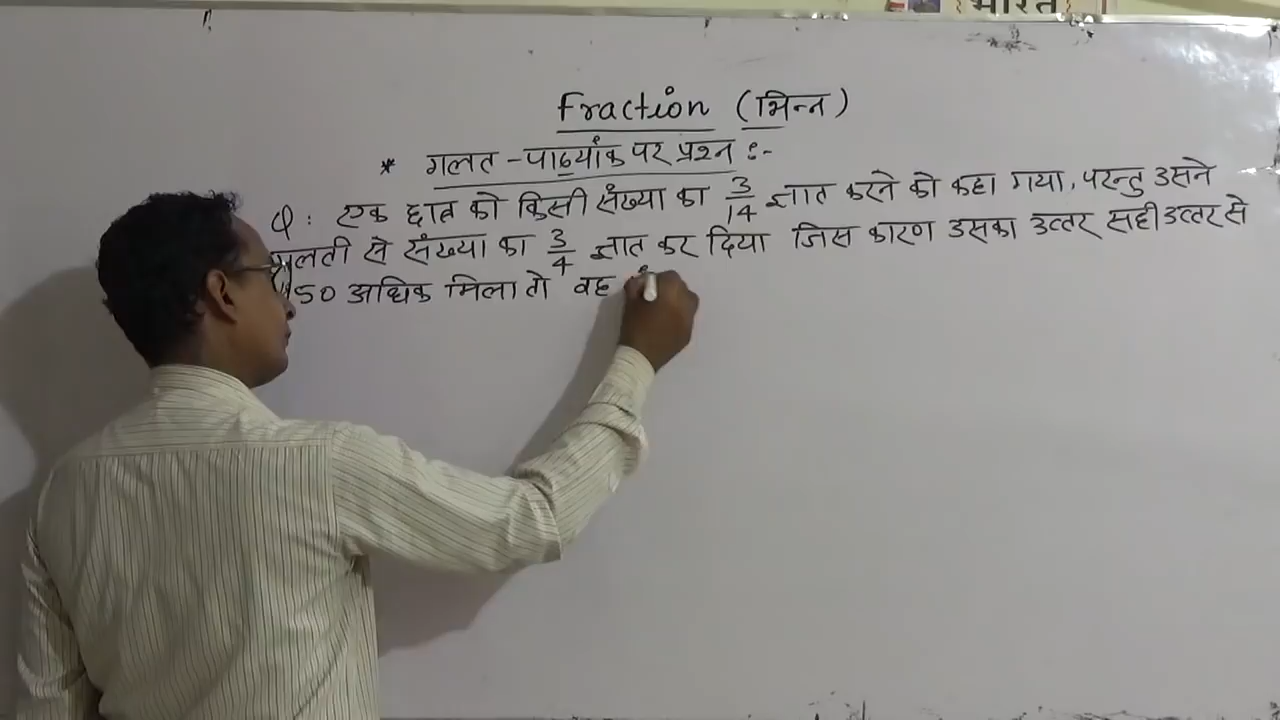 भारत
Fraction (भिन्न)
* गलत - पाठ्यांक पर प्रश्न :-
Q: एक छात्र को किसी संख्या का 3/14 ज्ञात करने को कहा गया, परन्तु उसने
गलती से संख्या का 3/4 ज्ञात कर दिया जिस कारण उसका उत्तर सही उत्तर से
150 अधिक मिला तो वह